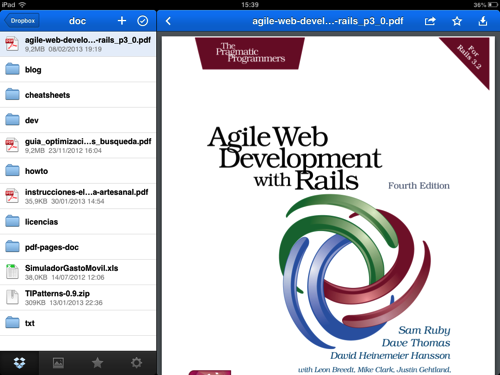 iPad
15:39
36%
Dropbox
doc
agile-web-develo...-rails_p3_0.pdf
agile-web-develo...-rails_p3_0.pdf
9,2MB 08/02/2013 19:19
blog
cheatsheets
dev
guia_optimizaci...s_busqueda.pdf
9,2MB 23/11/2012 16:04
howto
instrucciones-el...a-artesanal.pdf
35,9KB 30/01/2013 14:54
licencias
pdf-pages-doc
SimuladorGastoMovil.xls
38,0KB 14/07/2012 12:06
TIPatterns-0.9.zip
309KB 13/01/2013 22:36
txt
The
Pragmatic
Programmers
For
Rails 3.2
Agile Web
Development
with Rails
Fourth Edition
Sam Ruby
Dave Thomas
David Heinemeier Hansson
with Leon Breedt, Mike Clark, Justin Gehtland,